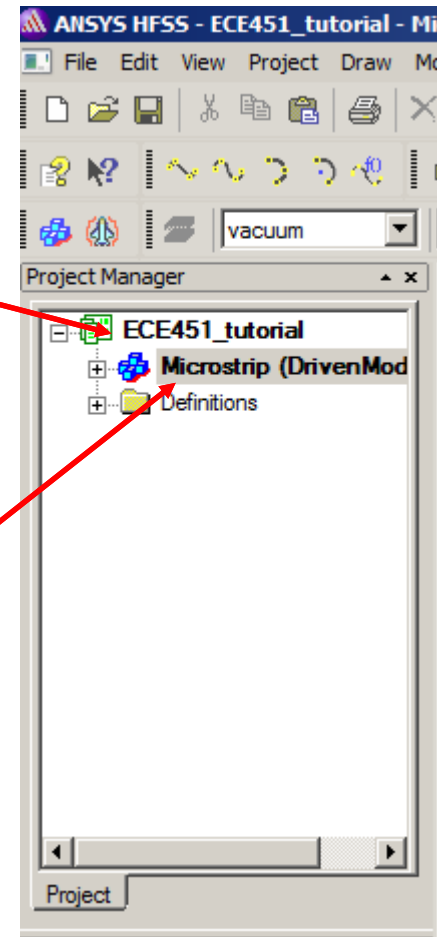 ANSYS HFSS - ECE451_tutorial - Mi
File Edit View Project Draw Mo
vacuum
Project Manager
ECE451_tutorial
Microstrip (DrivenMod
Definitions
Project